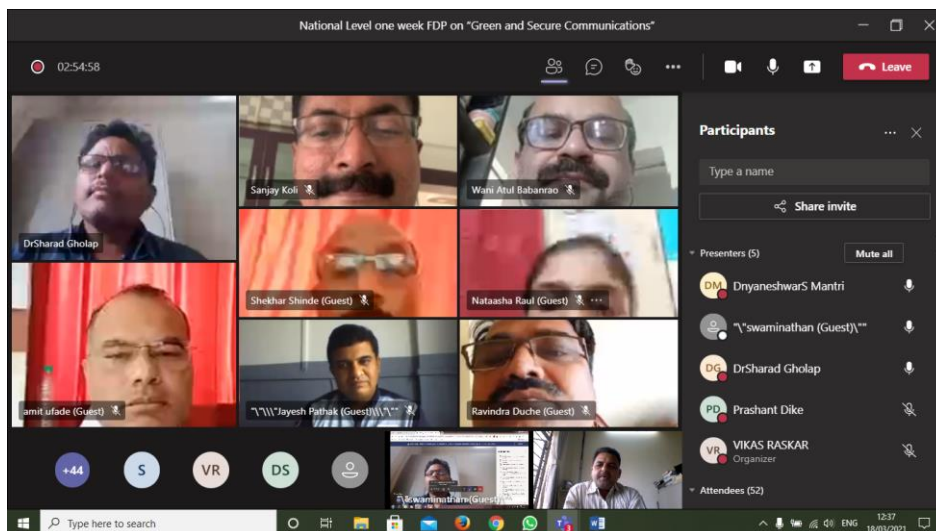 National Level one week FDP on "Green and Secure Communications"
02:54:58
Leave
DrSharad Gholap
Sanjay Koli
Wani Atul Babanrao
Shekhar Shinde (Guest)
Nataasha Raul (Guest)
amit ufade (Guest)
"\"\\\"Jayesh Pathak (Guest)\\\"\""
Ravindra Duche (Guest)
+44
S
VR
DS
swaminathan (Guest)
Participants
Type a name
Share invite
Presenters (5)
Mute all
DM
DnyaneshwarS Mantri
"\"swaminathan (Guest)\""
DG
DrSharad Gholap
PD
Prashant Dike
VR
VIKAS RASKAR
Organizer
Attendees (52)
Type here to search
ENG
12:37
18/03/2021